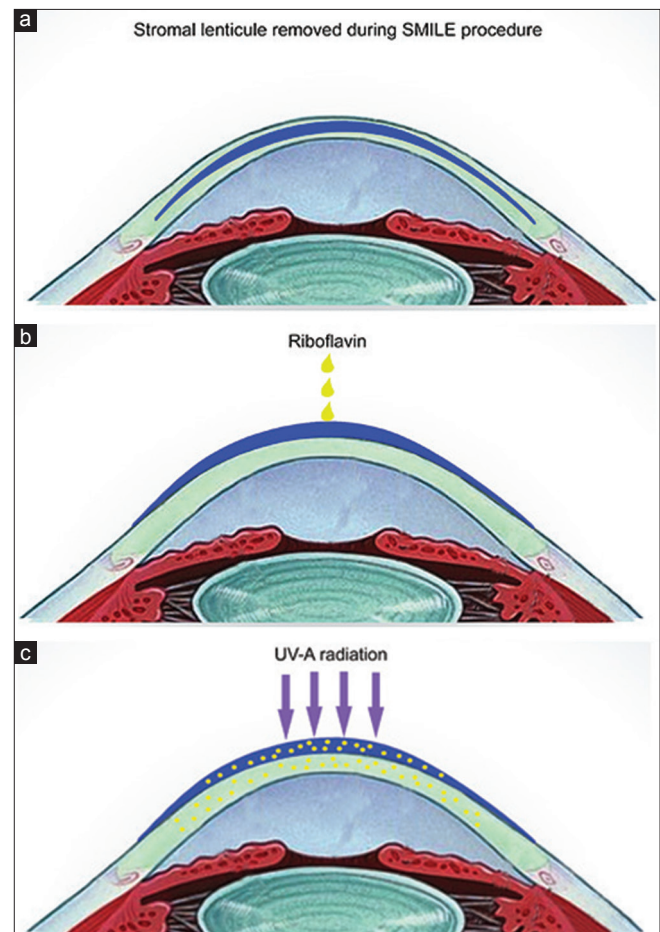 a
Stromal lenticule removed during SMILE procedure
b
Riboflavin
c
UV-A radiation